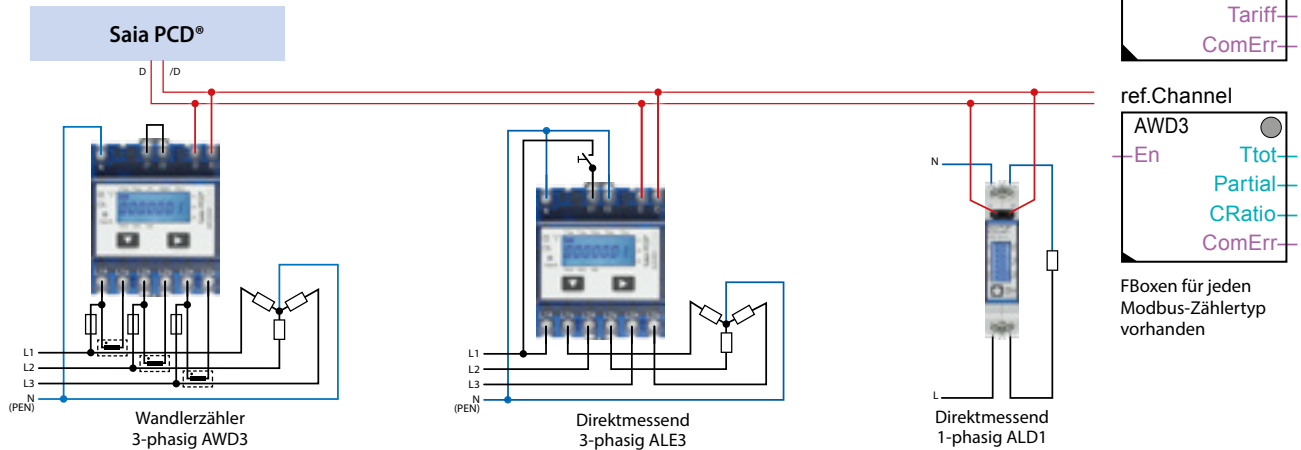 Saia PCD®
D /D
Tariff
ComErr
ref.Channel
AWD3
En Ttot
Partial
CRatio
ComErr
FBoxen für jeden
Modbus-Zählertyp
vorhanden
L1
L2
L3
N
(PEN)
Wandlerzähler
3-phasig AWD3
L1
L2
L3
N
(PEN)
Direktmessend
3-phasig ALE3
N
L
Direktmessend
1-phasig ALD1